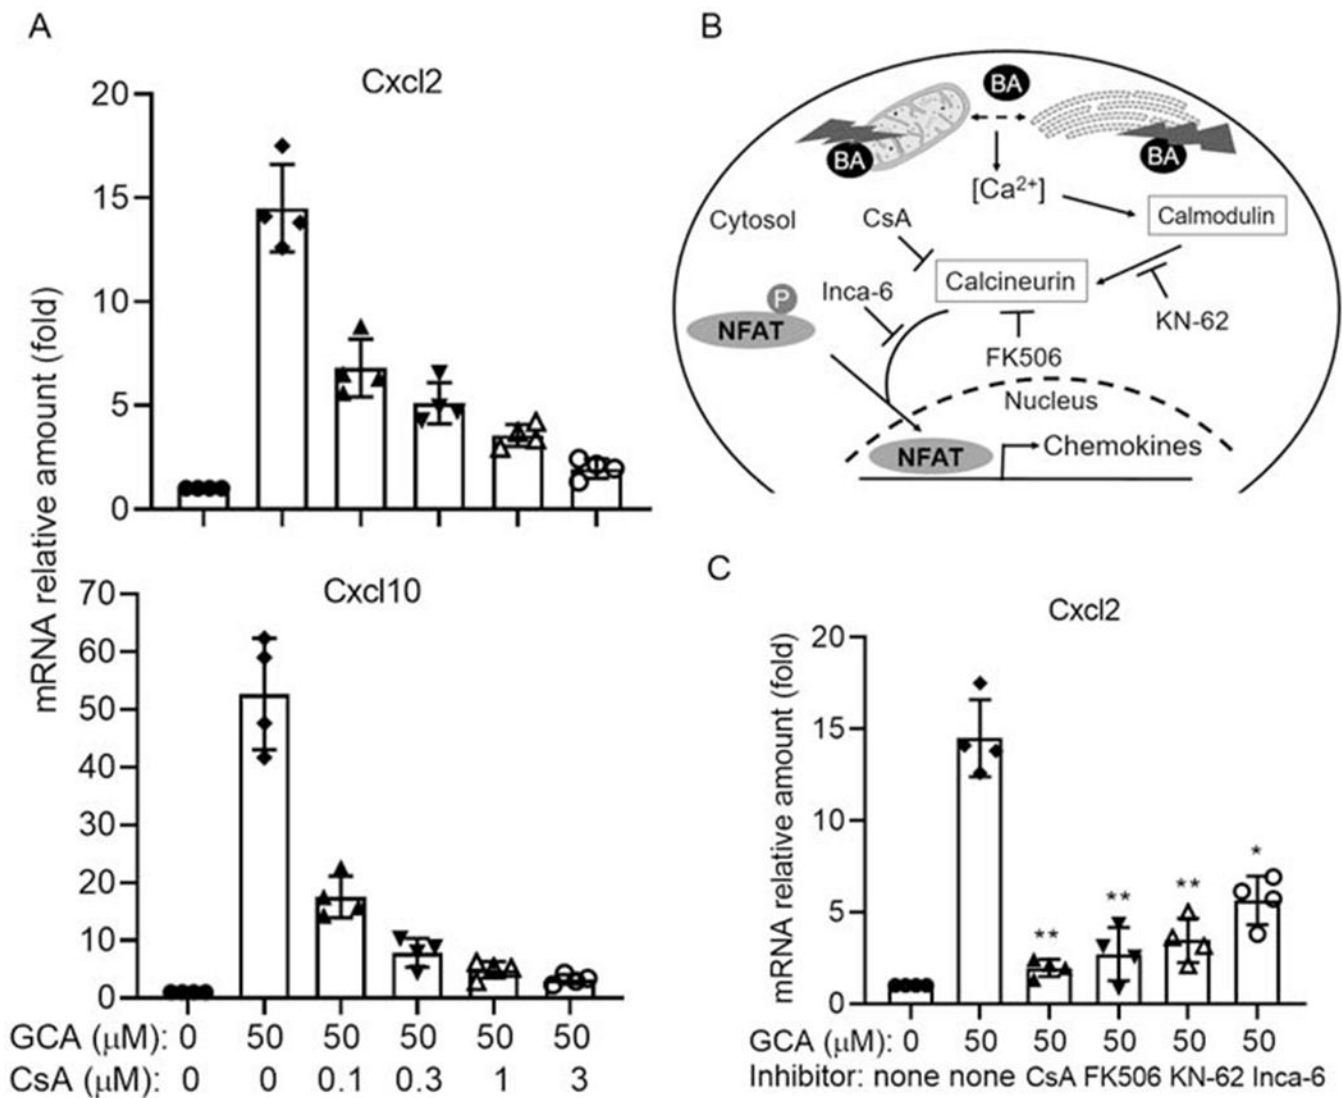 A
Cxcl2
mRNA relative amount (fold)
20
15
10
5
0
Cxcl10
70
60
50
40
30
20
10
0
GCA (μM): 0 50 50 50 50 50
CsA (μM): 0 0 0.1 0.3 1 3
B
BA
BA
BA
[Ca²⁺]
Cytosol
CsA
Calmodulin
Calcineurin
Inca-6
P
NFAT
KN-62
FK506
Nucleus
NFAT
Chemokines
C
Cxcl2
mRNA relative amount (fold)
20
15
10
5
0
**
**
**
*
GCA (μM): 0 50 50 50 50 50
Inhibitor: none none CsA FK506 KN-62 Inca-6